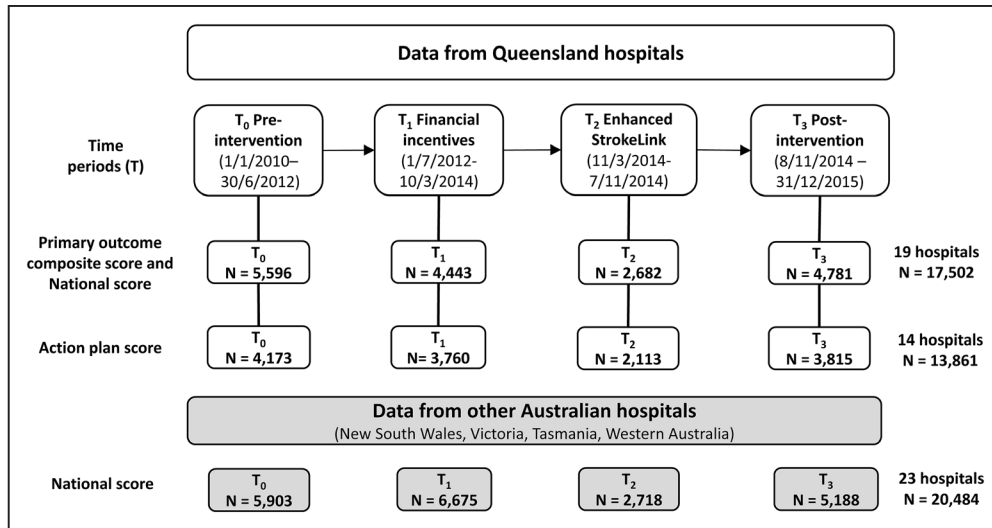 Data from Queensland hospitals
Time
periods (T)
T₀ Pre-
intervention
(1/1/2010–
30/6/2012)
T₁ Financial
incentives
(1/7/2012-
10/3/2014)
T₂ Enhanced
StrokeLink
(11/3/2014-
7/11/2014)
T₃ Post-
intervention
(8/11/2014 –
31/12/2015)
Primary outcome
composite score and
National score
T₀
N = 5,596
T₁
N = 4,443
T₂
N = 2,682
T₃
N = 4,781
19 hospitals
N = 17,502
Action plan score
T₀
N = 4,173
T₁
N= 3,760
T₂
N = 2,113
T₃
N = 3,815
14 hospitals
N = 13,861
Data from other Australian hospitals
(New South Wales, Victoria, Tasmania, Western Australia)
National score
T₀
N = 5,903
T₁
N = 6,675
T₂
N = 2,718
T₃
N = 5,188
23 hospitals
N = 20,484